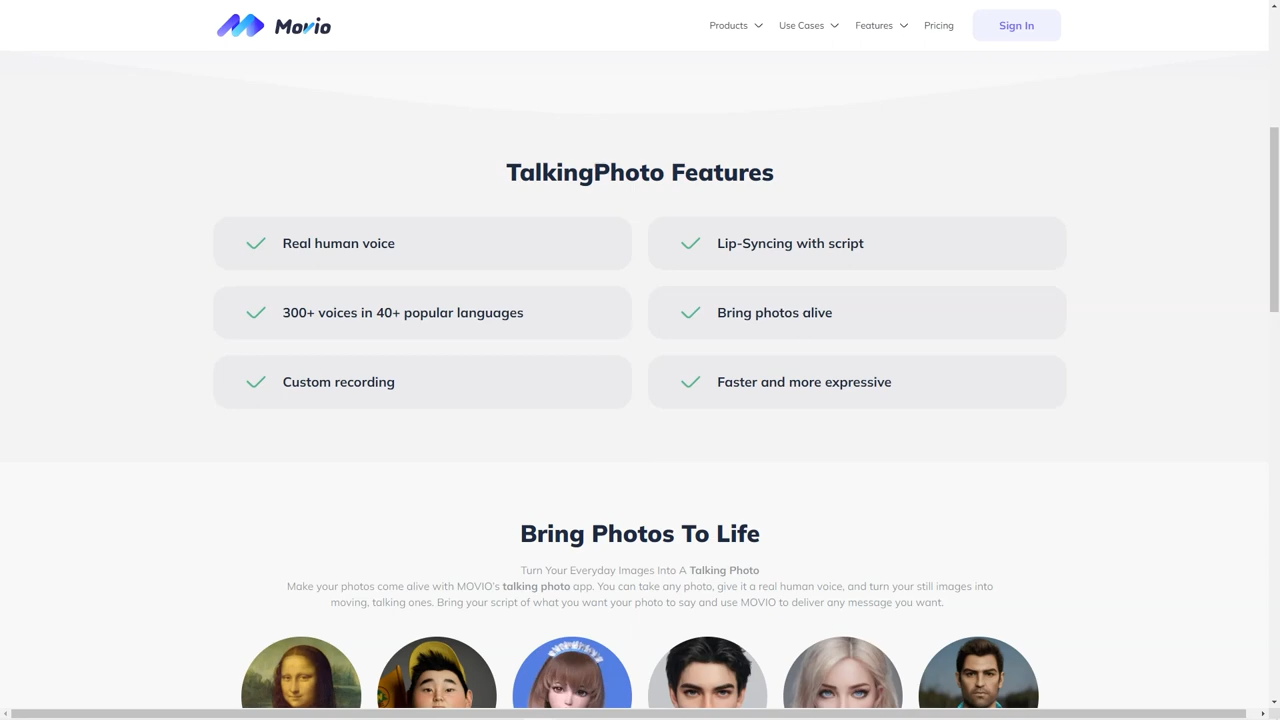 Movio
Products
Use Cases
Features
Pricing
Sign In
TalkingPhoto Features
Real human voice
Lip-Syncing with script
300+ voices in 40+ popular languages
Bring photos alive
Custom recording
Faster and more expressive
Bring Photos To Life
Turn Your Everyday Images Into A Talking Photo
Make your photos come alive with MOVIO's talking photo app. You can take any photo, give it a real human voice, and turn your still images into
moving, talking ones. Bring your script of what you want your photo to say and use MOVIO to deliver any message you want.